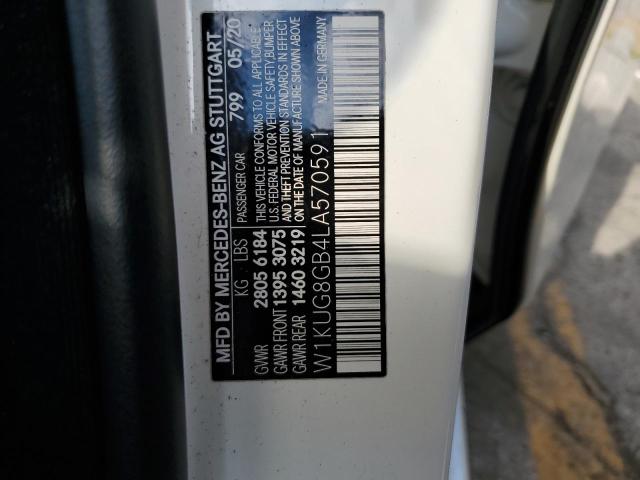 MFD BY MERCEDES-BENZ AG STUTTGART
799 05/20
KG LBS
PASSENGER CAR
GVWR 2805 6184
GAWR FRONT 1395 3075
GAWR REAR 1460 3219
THIS VEHICLE CONFORMS TO ALL APPLICABLE
U.S. FEDERAL MOTOR VEHICLE SAFETY,BUMPER
AND THEFT PREVENTION STANDARDS IN EFFECT
ON THE DATE OF MANUFACTURE SHOWN ABOVE
W1KUG8GB4LA570591
MADE IN GERMANY